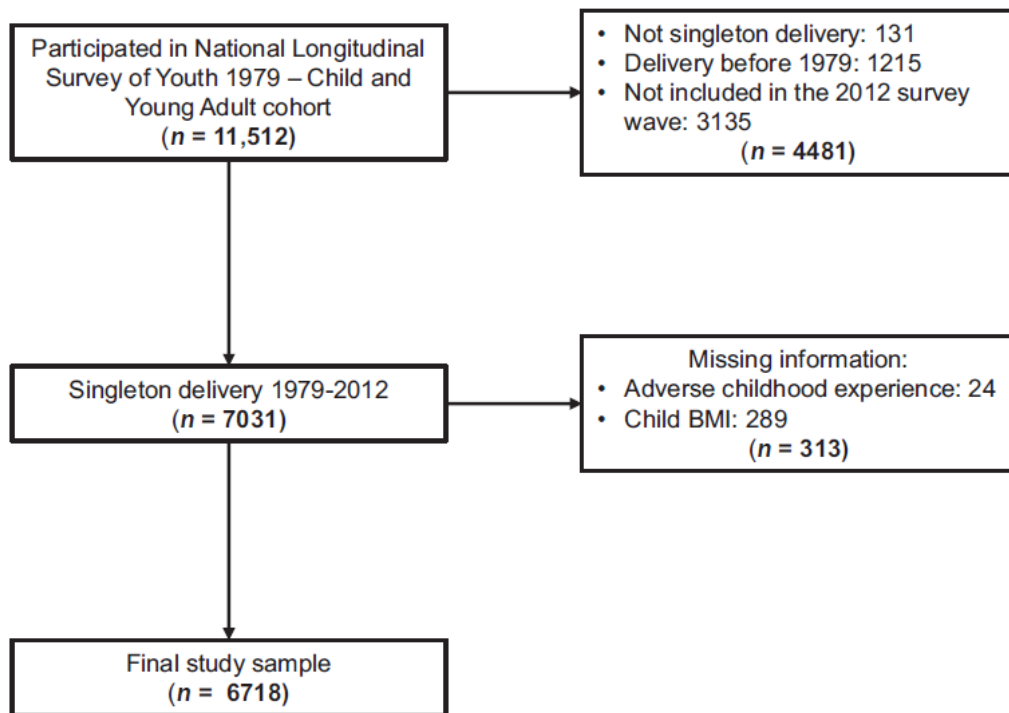 Participated in National Longitudinal
Survey of Youth 1979 – Child and
Young Adult cohort
(n = 11,512)
• Not singleton delivery: 131
• Delivery before 1979: 1215
• Not included in the 2012 survey
wave: 3135
(n = 4481)
Singleton delivery 1979-2012
(n = 7031)
Missing information:
• Adverse childhood experience: 24
• Child BMI: 289
(n = 313)
Final study sample
(n = 6718)